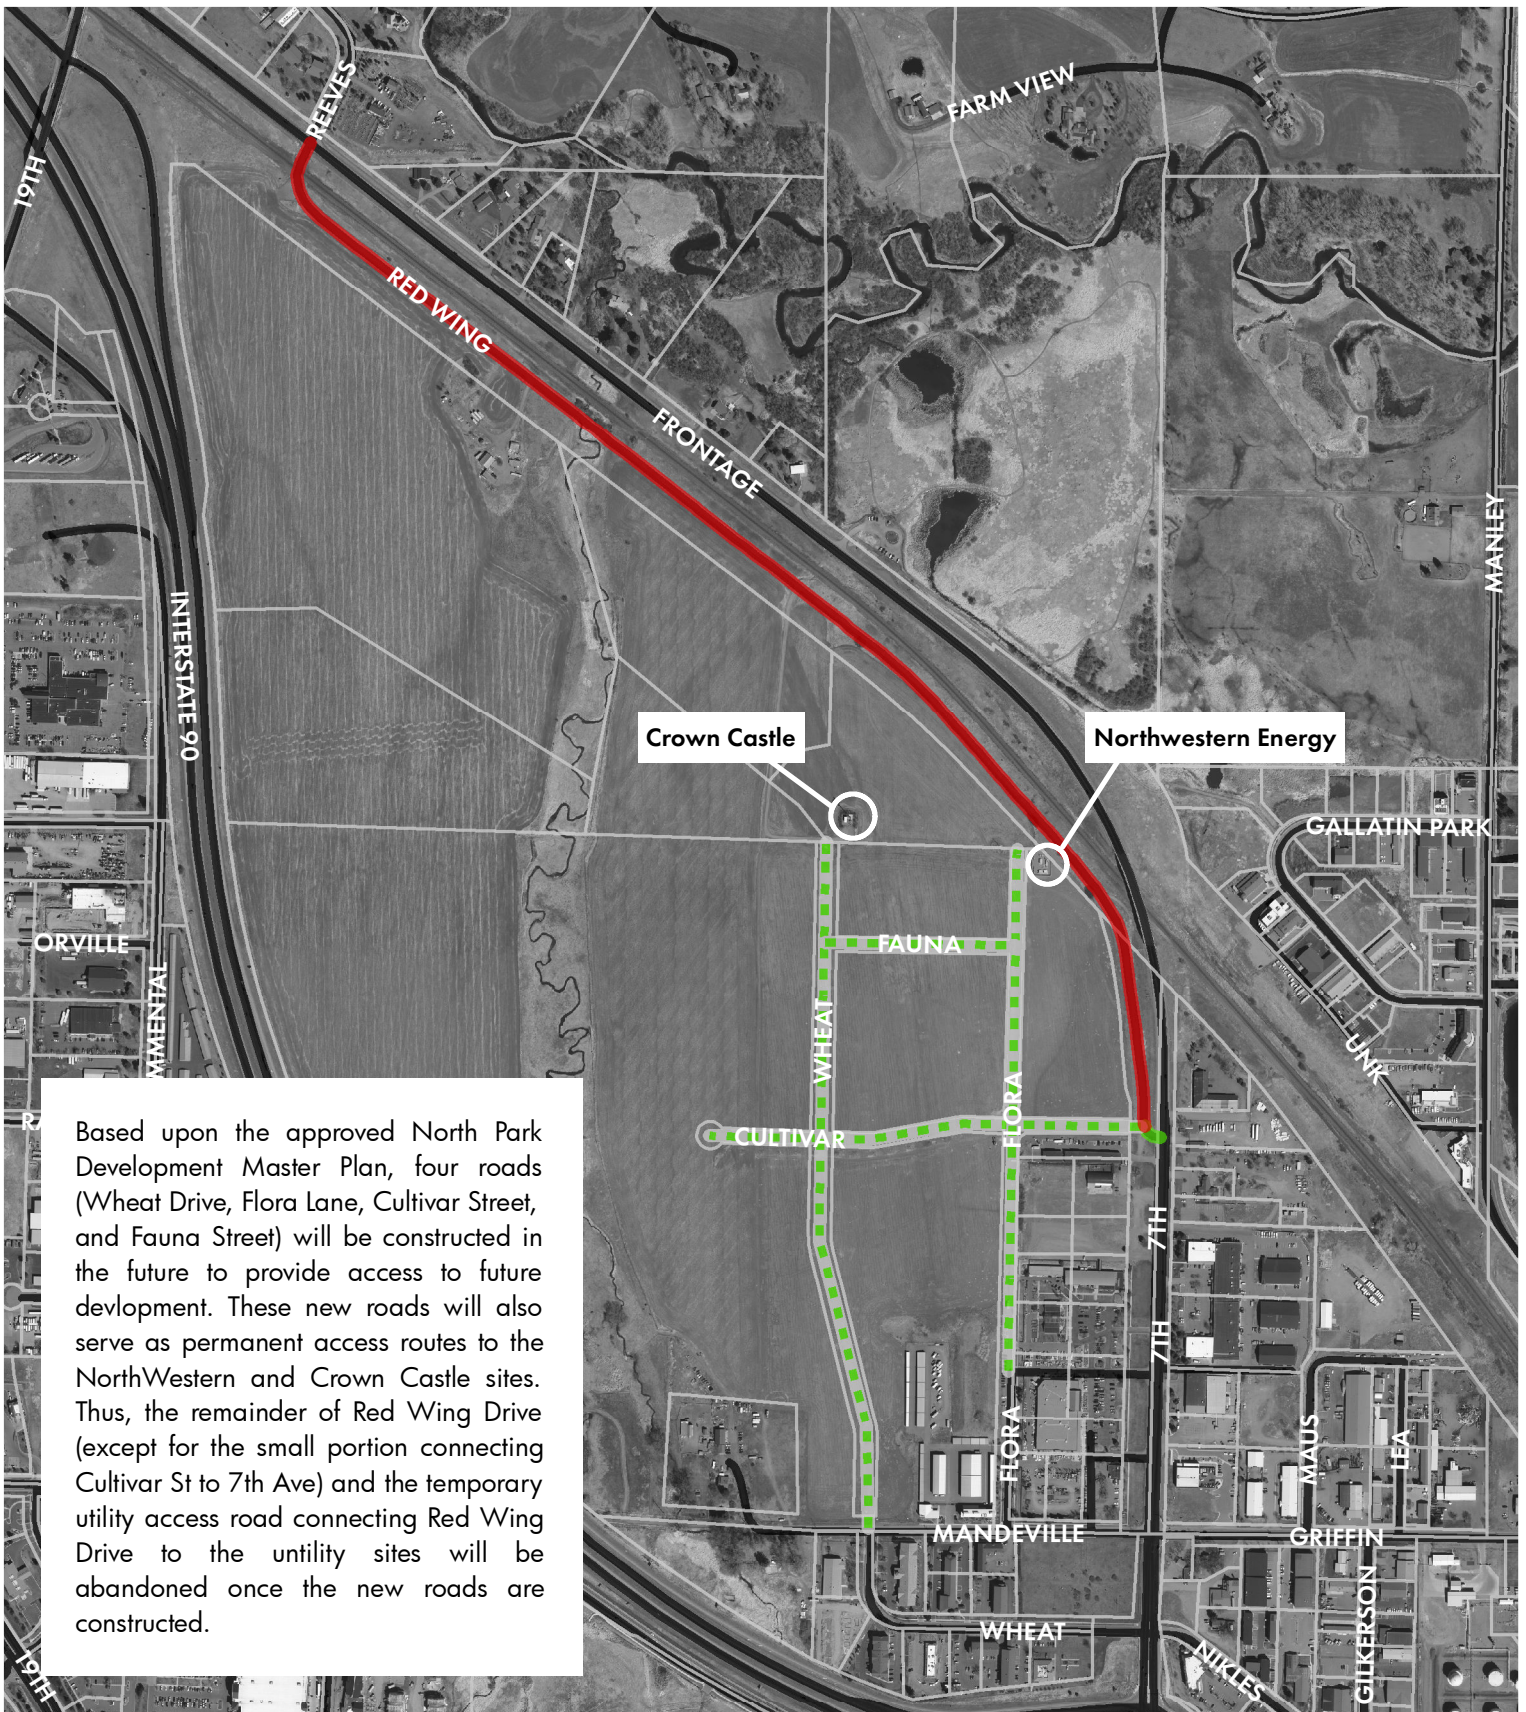 REEVES
FARM VIEW
19TH
RED WING
FRONTAGE
MANLEY
INTERSTATE 90
Crown Castle
Northwestern Energy
GALLATIN PARK
ORVILLE
FAUNA
MMENTAL
WHEAT
UNK
FLORA
CULTIVAR
Based upon the approved North Park
Development Master Plan, four roads
(Wheat Drive, Flora Lane, Cultivar Street,
and Fauna Street) will be constructed in
the future to provide access to future
devlopment. These new roads will also
serve as permanent access routes to the
NorthWestern and Crown Castle sites.
Thus, the remainder of Red Wing Drive
(except for the small portion connecting
Cultivar St to 7th Ave) and the temporary
utility access road connecting Red Wing
Drive to the untility sites will be
abandoned once the new roads are
constructed.
7TH
7TH
FLORA
MAUS
LEA
MANDEVILLE
GRIFFIN
GILKERSON
WHEAT
NIKLES
19TH